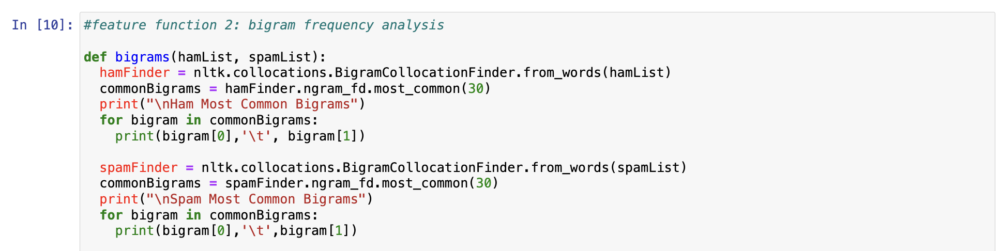 In [10]: #feature function 2: bigram frequency analysis

def bigrams(hamList, spamList):
  hamFinder = nltk.collocations.BigramCollocationFinder.from_words(hamList)
  commonBigrams = hamFinder.ngram_fd.most_common(30)
  print("\nHam Most Common Bigrams")
  for bigram in commonBigrams:
    print(bigram[0],'\t', bigram[1])

  spamFinder = nltk.collocations.BigramCollocationFinder.from_words(spamList)
  commonBigrams = spamFinder.ngram_fd.most_common(30)
  print("\nSpam Most Common Bigrams")
  for bigram in commonBigrams:
    print(bigram[0],'\t',bigram[1])